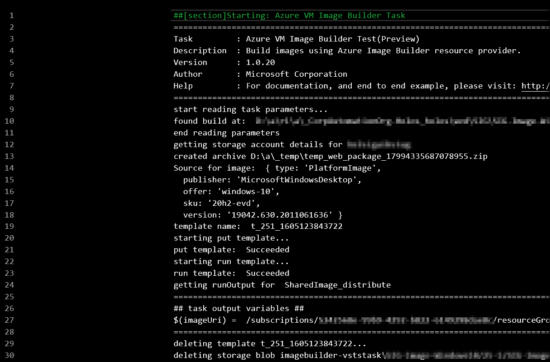 1 ##[section]Starting: Azure VM Image Builder Task
2 ==============================================================================
3 Task : Azure VM Image Builder Test(Preview)
4 Description : Build images using Azure Image Builder resource provider.
5 Version : 1.0.20
6 Author : Microsoft Corporation
7 Help : For documentation, and end to end example, please visit: http:/
8 ==============================================================================
9 start reading task parameters...
10 found build at:
11 end reading parameters
12 getting storage account details for
13 created archive D:\a\_temp\temp_web_package_17994335687078955.zip
14 Source for image: { type: 'PlatformImage',
15 publisher: 'MicrosoftWindowsDesktop',
16 offer: 'windows-10',
17 sku: '20h2-evd',
18 version: '19042.630.2011061636' }
19 template name: t_251_1605123843722
20 starting put template...
21 put template: Succeeded
22 starting run template...
23 run template: Succeeded
24 getting runOutput for SharedImage_distribute
25 ==============================================================================
26 ## task output variables ##
27 $(imageUri) = /subscriptions/ /resourceGro
28 ==============================================================================
29 deleting template t_251_1605123843722...
30 deleting storage blob imagebuilder-vststask\